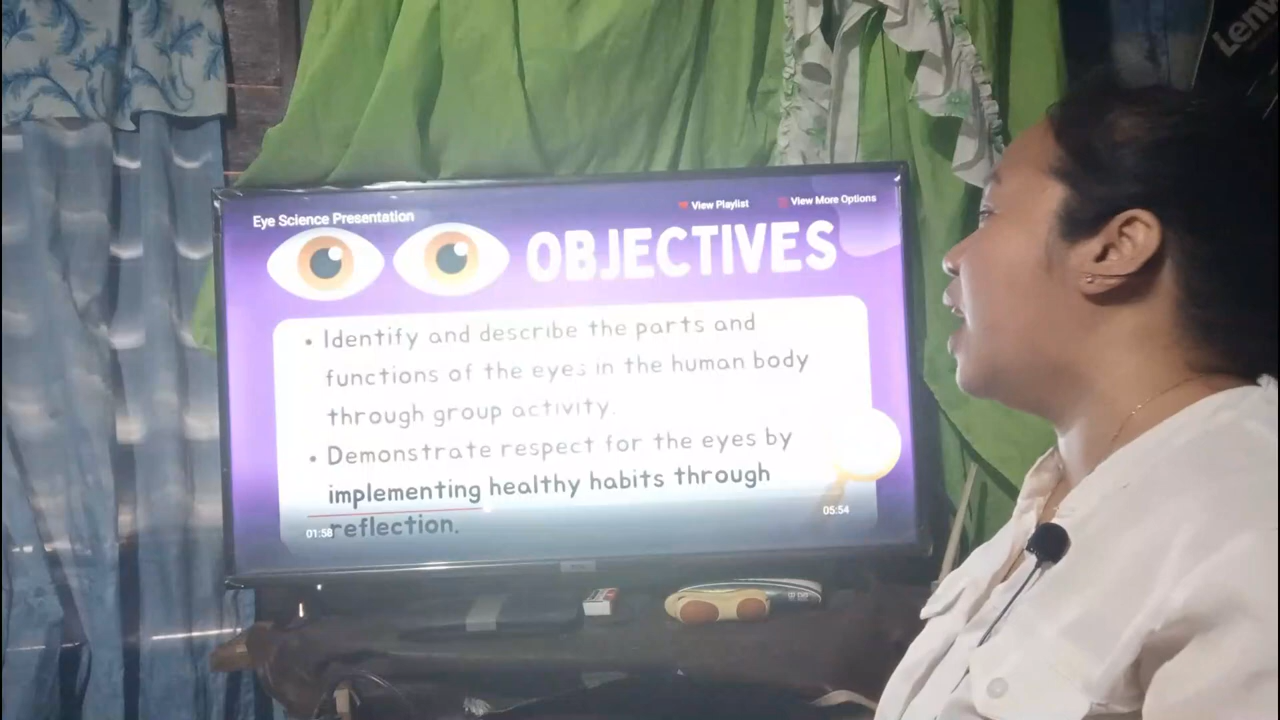 Eye Science Presentation
View Playlist
View More Options
OBJECTIVES
• Identify and describe the parts and
functions of the eyes in the human body
through group activity.
• Demonstrate respect for the eyes by
implementing healthy habits through
reflection.
01:58
05:54